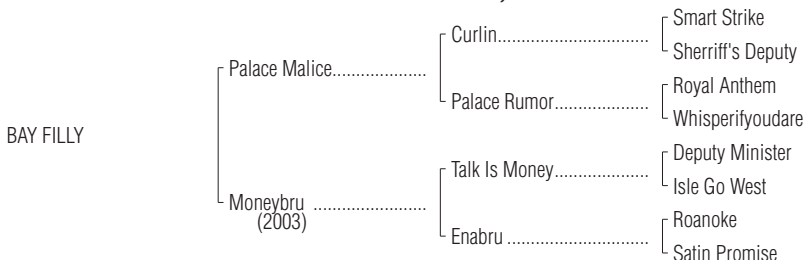 Smart Strike
Curlin..................................
Sherriff's Deputy
Palace Malice.....................
Royal Anthem
Palace Rumor.....................
Whisperifyoudare
BAY FILLY
Deputy Minister
Talk Is Money.....................
Isle Go West
Moneybru .........................
(2003)
Roanoke
Enabru ...............................
Satin Promise